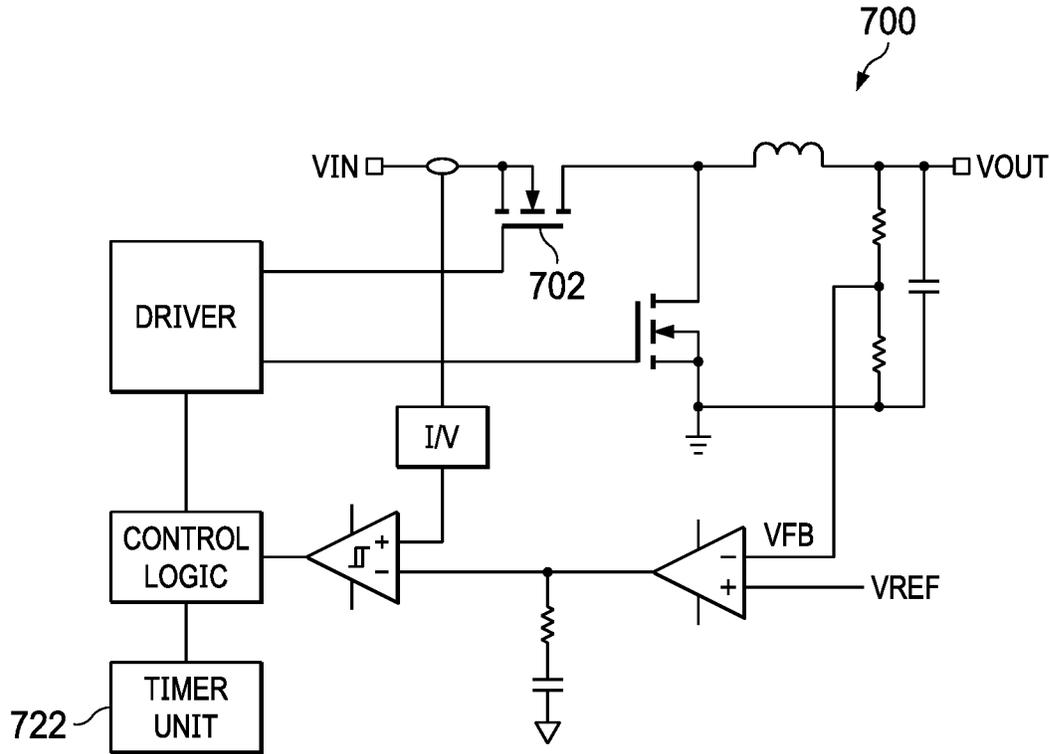 700
VIN
VOUT
702
DRIVER
I/V
CONTROL
LOGIC
+
−
VFB
−
+
VREF
TIMER
UNIT
722